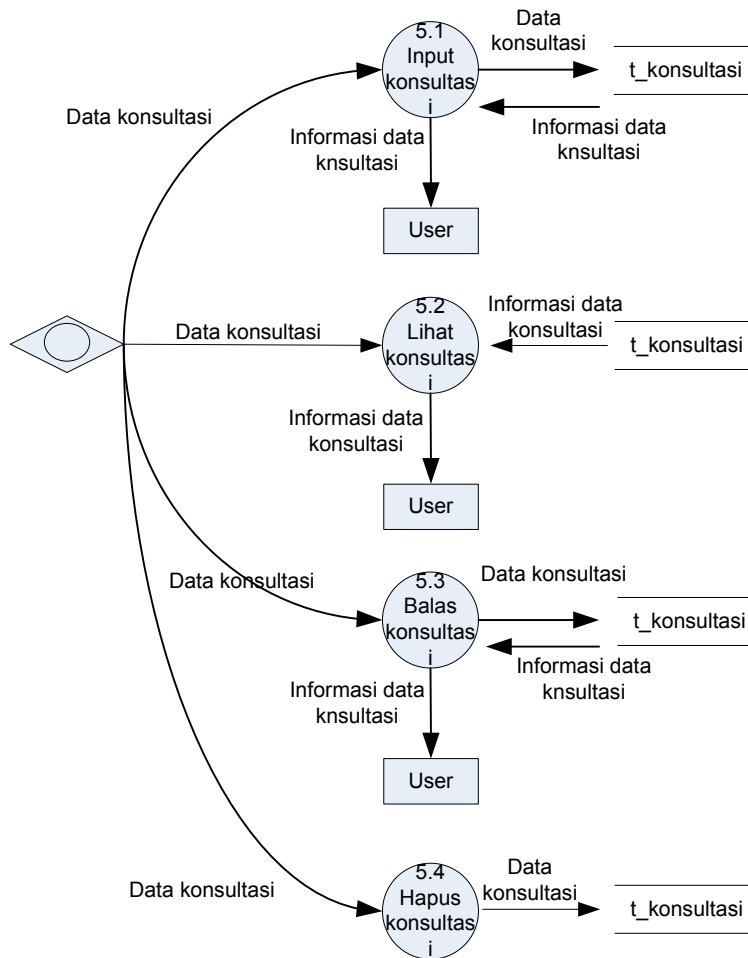 5.1
Input
konsultas
i
Data
konsultasi
t_konsultasi
Data konsultasi
Informasi data
knsultasi
Informasi data
knsultasi
User
5.2
Lihat
konsultas
i
Data konsultasi
Informasi data
konsultasi
t_konsultasi
Informasi data
konsultasi
User
5.3
Balas
konsultas
i
Data konsultasi
Data konsultasi
t_konsultasi
Informasi data
knsultasi
Informasi data
knsultasi
User
5.4
Hapus
konsultas
i
Data konsultasi
Data
konsultasi
t_konsultasi